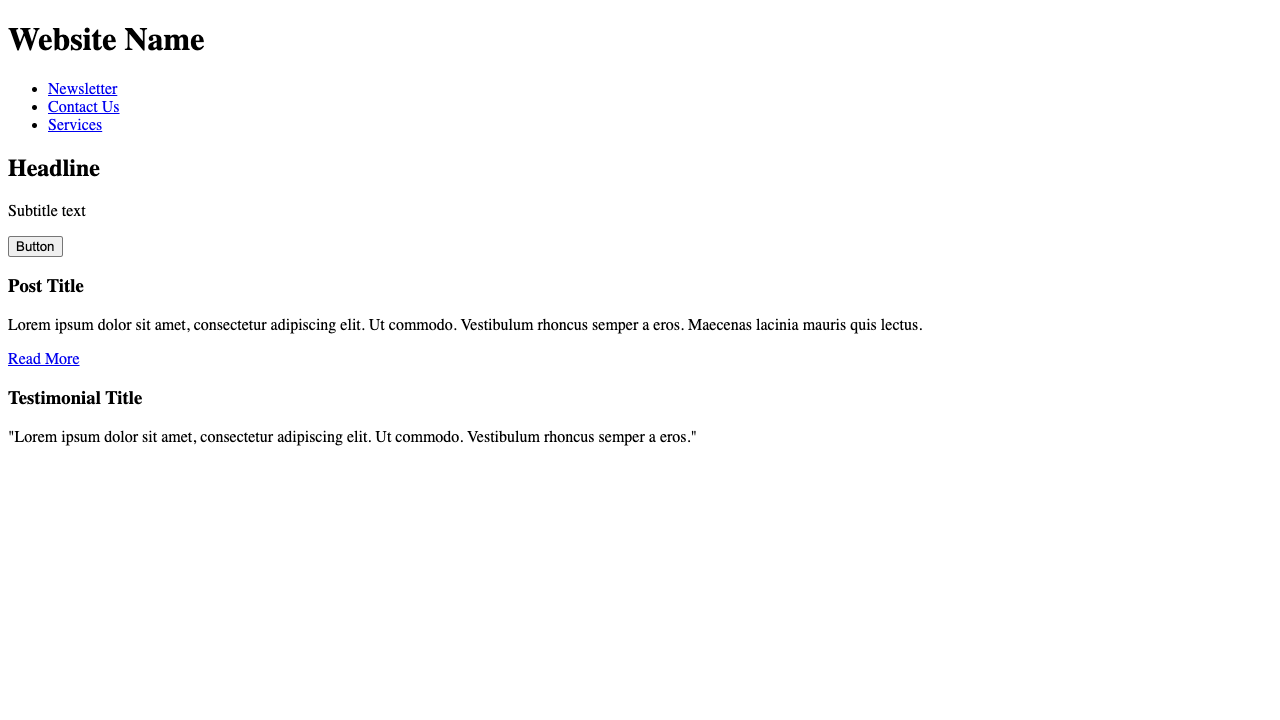 Website Name
Newsletter
Contact Us
Services
Headline
Subtitle text
Button
Post Title
Lorem ipsum dolor sit amet, consectetur adipiscing elit. Ut commodo. Vestibulum rhoncus semper a eros. Maecenas lacinia mauris quis lectus.
Read More
Testimonial Title
"Lorem ipsum dolor sit amet, consectetur adipiscing elit. Ut commodo. Vestibulum rhoncus semper a eros."